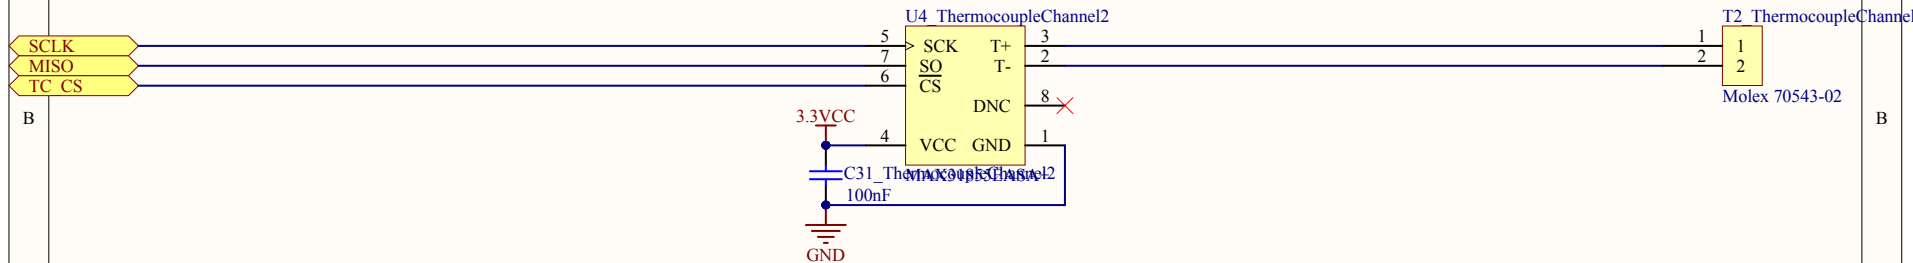 U4_ThermocoupleChannel2
T2_ThermocoupleChannel
SCLK
5
SCK
T+
3
1
1
MISO
7
SO
T-
2
2
2
TC_CS
6
CS
DNC
8
Molex 70543-02
B
B
3.3VCC
4
VCC
GND
1
C31_ThermocoupleChannel2
100nF
GND